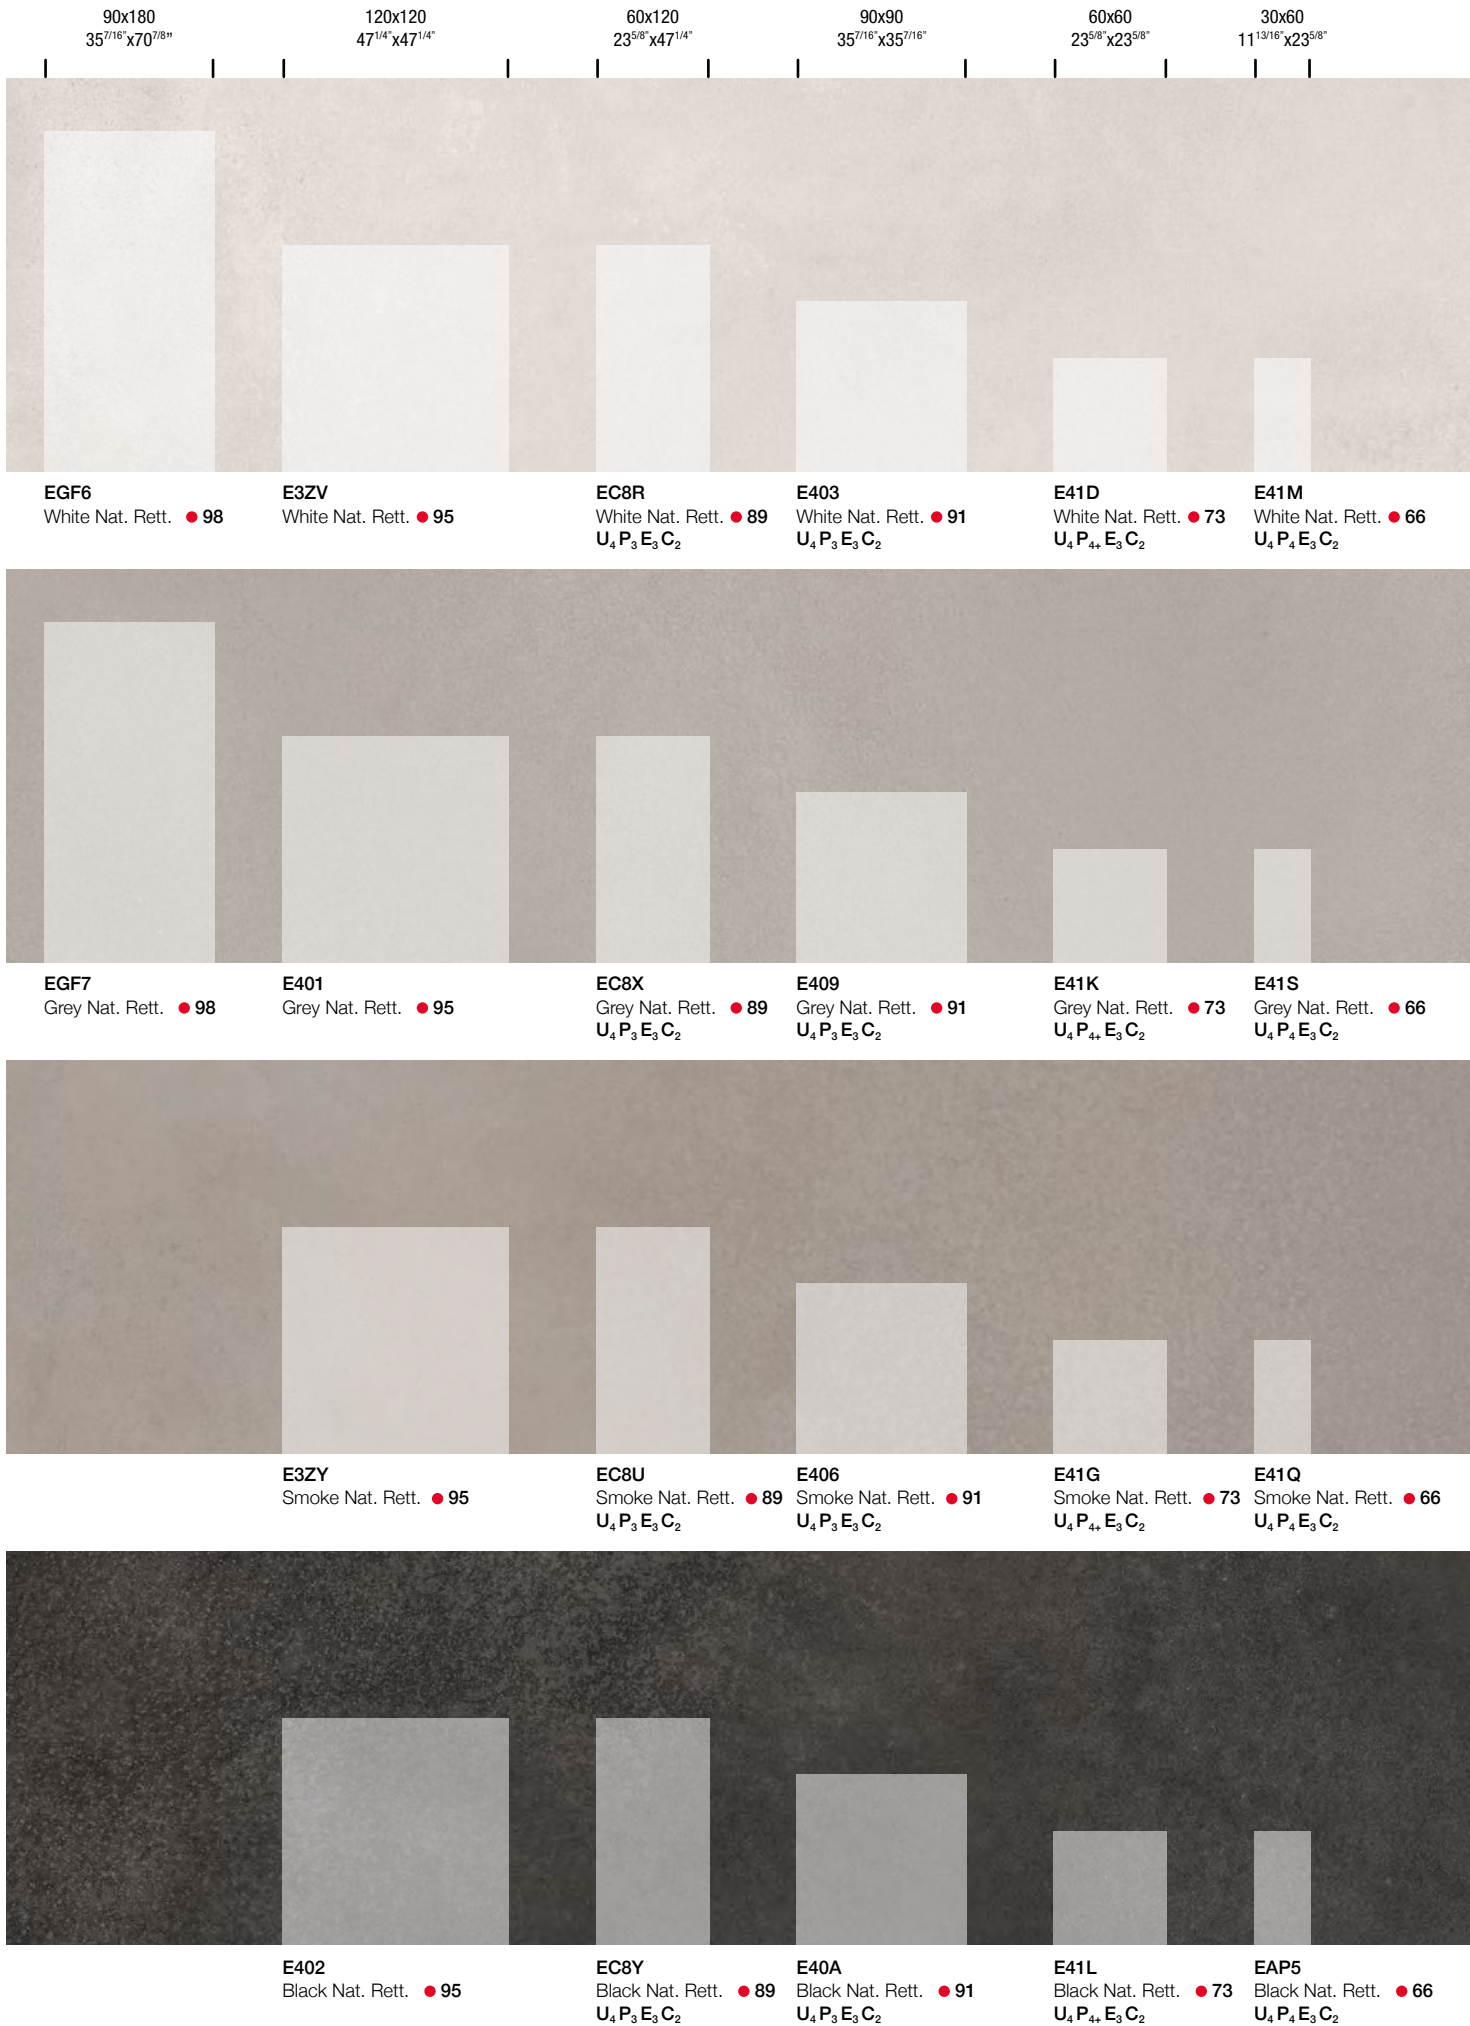 90x180 120x120 60x120 90x90 60x60 30x60
35 7/16"x70 7/8” 47 1/4"x47 1/4" 23 5/8"x47 1/4" 35 7/16"x35 7/16" 23 5/8"x23 5/8" 11 13/16"x23 5/8"
EGF6 E3ZV EC8R E403 E41D E41M
White Nat. Rett. ● 98 White Nat. Rett. ● 95 White Nat. Rett. ● 89 White Nat. Rett. ● 91 White Nat. Rett. ● 73 White Nat. Rett. ● 66
U4 P3 E3 C2 U4 P3 E3 C2 U4 P4+ E3 C2 U4 P4 E3 C2
EGF7 E401 EC8X E409 E41K E41S
Grey Nat. Rett. ● 98 Grey Nat. Rett. ● 95 Grey Nat. Rett. ● 89 Grey Nat. Rett. ● 91 Grey Nat. Rett. ● 73 Grey Nat. Rett. ● 66
U4 P3 E3 C2 U4 P3 E3 C2 U4 P4+ E3 C2 U4 P4 E3 C2
E3ZY EC8U E406 E41G E41Q
Smoke Nat. Rett. ● 95 Smoke Nat. Rett. ● 89 Smoke Nat. Rett. ● 91 Smoke Nat. Rett. ● 73 Smoke Nat. Rett. ● 66
U4 P3 E3 C2 U4 P3 E3 C2 U4 P4+ E3 C2 U4 P4 E3 C2
E402 EC8Y E40A E41L EAP5
Black Nat. Rett. ● 95 Black Nat. Rett. ● 89 Black Nat. Rett. ● 91 Black Nat. Rett. ● 73 Black Nat. Rett. ● 66
U4 P3 E3 C2 U4 P3 E3 C2 U4 P4+ E3 C2 U4 P4 E3 C2